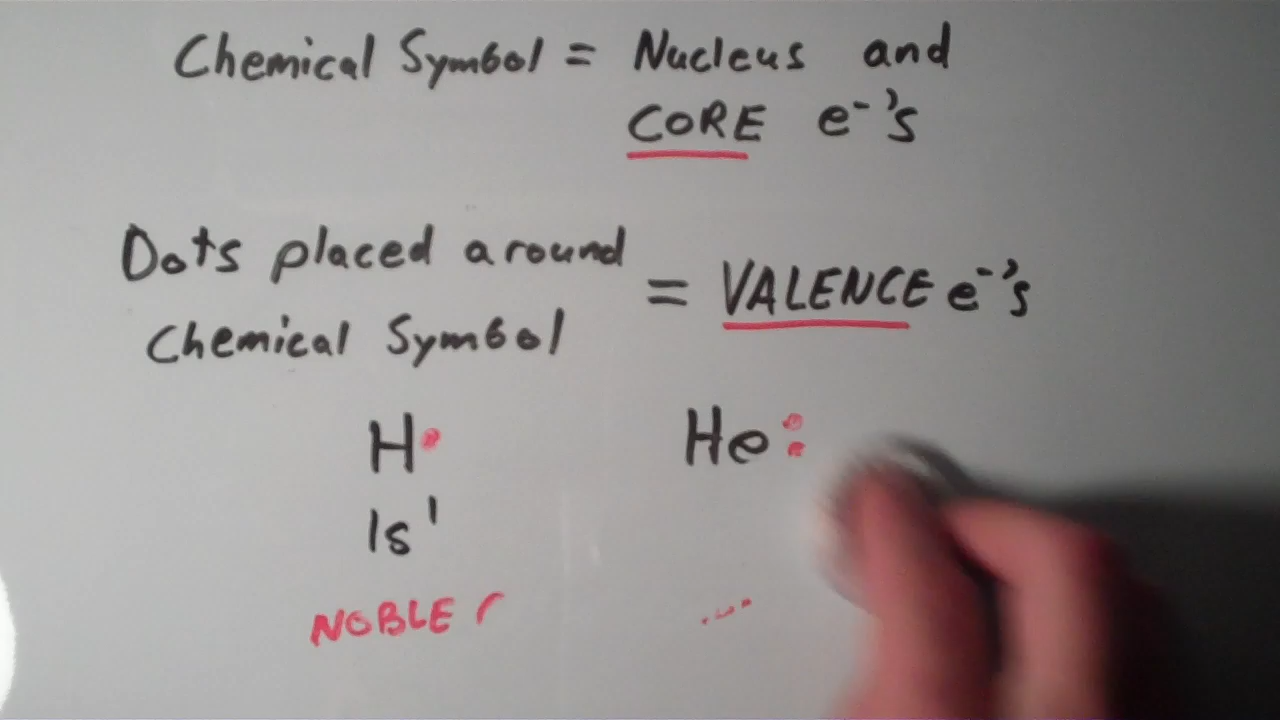 Chemical Symbol = Nucleus and
CORE e⁻'s
Dots placed around
Chemical Symbol = VALENCE e⁻'s
H· He:
1s¹
NOBLE